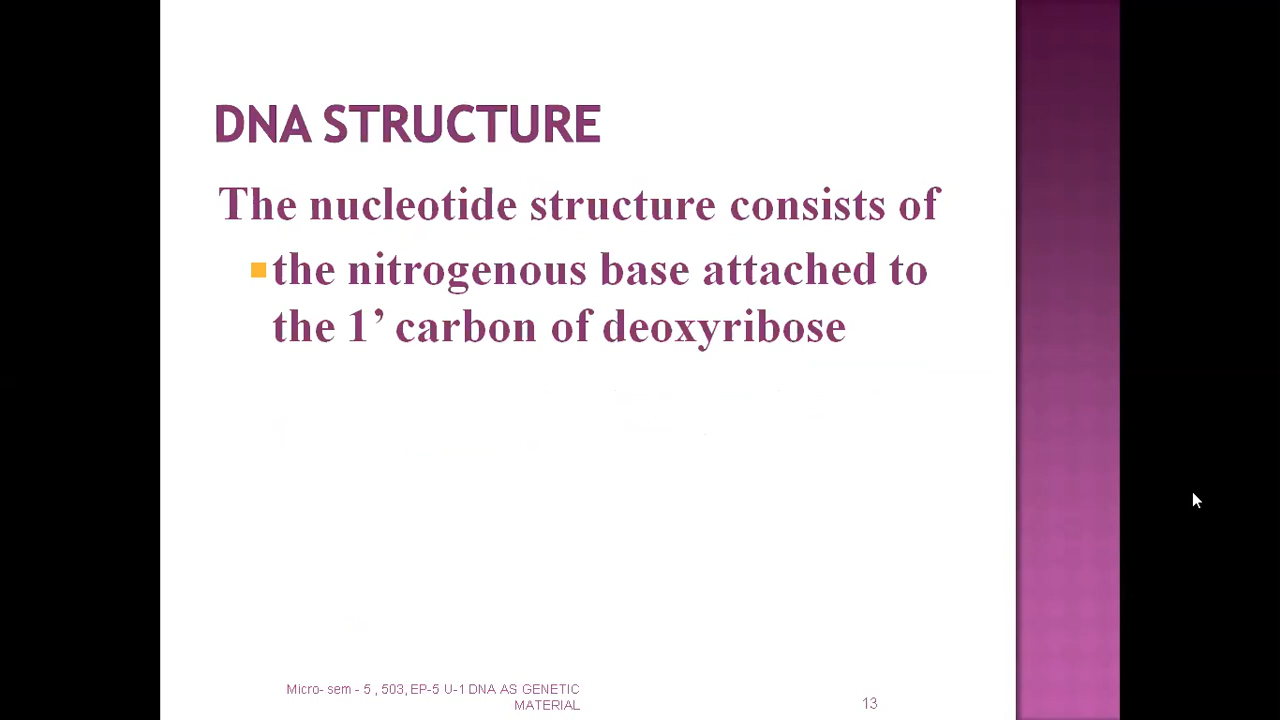 DNA STRUCTURE
The nucleotide structure consists of
the nitrogenous base attached to
the 1’ carbon of deoxyribose
Micro- sem - 5 , 503, EP-5 U-1 DNA AS GENETIC
MATERIAL
13